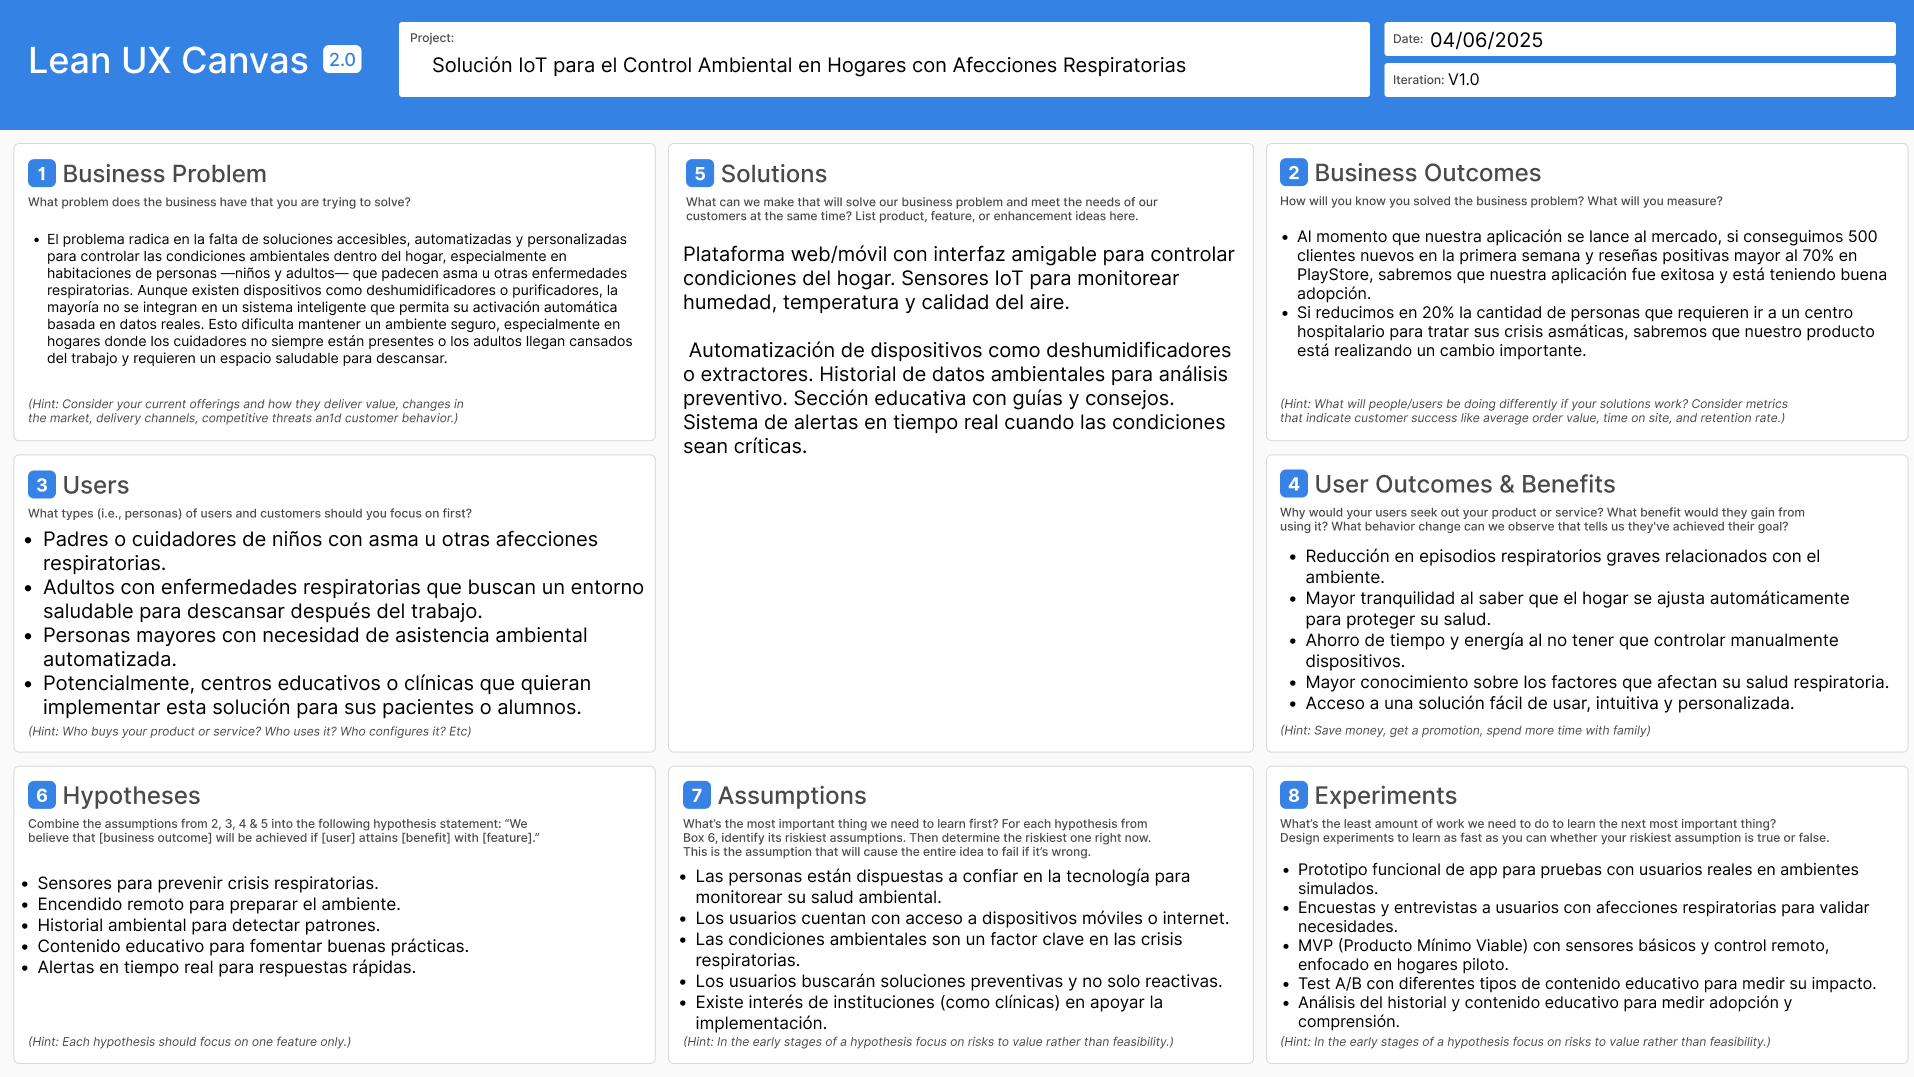 Lean UX Canvas 2.0
Project:
Solución IoT para el Control Ambiental en Hogares con Afecciones Respiratorias
Date: 04/06/2025
Iteration: V1.0
1 Business Problem
What problem does the business have that you are trying to solve?
• El problema radica en la falta de soluciones accesibles, automatizadas y personalizadas
para controlar las condiciones ambientales dentro del hogar, especialmente en
habitaciones de personas —niños y adultos— que padecen asma u otras enfermedades
respiratorias. Aunque existen dispositivos como deshumidificadores o purificadores, la
mayoría no se integran en un sistema inteligente que permita su activación automática
basada en datos reales. Esto dificulta mantener un ambiente seguro, especialmente en
hogares donde los cuidadores no siempre están presentes o los adultos llegan cansados
del trabajo y requieren un espacio saludable para descansar.
(Hint: Consider your current offerings and how they deliver value, changes in
the market, delivery channels, competitive threats an1d customer behavior.)
5 Solutions
What can we make that will solve our business problem and meet the needs of our
customers at the same time? List product, feature, or enhancement ideas here.
Plataforma web/móvil con interfaz amigable para controlar
condiciones del hogar. Sensores IoT para monitorear
humedad, temperatura y calidad del aire.
Automatización de dispositivos como deshumidificadores
o extractores. Historial de datos ambientales para análisis
preventivo. Sección educativa con guías y consejos.
Sistema de alertas en tiempo real cuando las condiciones
sean críticas.
2 Business Outcomes
How will you know you solved the business problem? What will you measure?
• Al momento que nuestra aplicación se lance al mercado, si conseguimos 500
clientes nuevos en la primera semana y reseñas positivas mayor al 70% en
PlayStore, sabremos que nuestra aplicación fue exitosa y está teniendo buena
adopción.
• Si reducimos en 20% la cantidad de personas que requieren ir a un centro
hospitalario para tratar sus crisis asmáticas, sabremos que nuestro producto
está realizando un cambio importante.
(Hint: What will people/users be doing differently if your solutions work? Consider metrics
that indicate customer success like average order value, time on site, and retention rate.)
3 Users
What types (i.e., personas) of users and customers should you focus on first?
• Padres o cuidadores de niños con asma u otras afecciones
respiratorias.
• Adultos con enfermedades respiratorias que buscan un entorno
saludable para descansar después del trabajo.
• Personas mayores con necesidad de asistencia ambiental
automatizada.
• Potencialmente, centros educativos o clínicas que quieran
implementar esta solución para sus pacientes o alumnos.
(Hint: Who buys your product or service? Who uses it? Who configures it? Etc)
4 User Outcomes & Benefits
Why would your users seek out your product or service? What benefit would they gain from
using it? What behavior change can we observe that tells us they've achieved their goal?
• Reducción en episodios respiratorios graves relacionados con el
ambiente.
• Mayor tranquilidad al saber que el hogar se ajusta automáticamente
para proteger su salud.
• Ahorro de tiempo y energía al no tener que controlar manualmente
dispositivos.
• Mayor conocimiento sobre los factores que afectan su salud respiratoria.
• Acceso a una solución fácil de usar, intuitiva y personalizada.
(Hint: Save money, get a promotion, spend more time with family)
6 Hypotheses
Combine the assumptions from 2, 3, 4 & 5 into the following hypothesis statement: “We
believe that [business outcome] will be achieved if [user] attains [benefit] with [feature].”
• Sensores para prevenir crisis respiratorias.
• Encendido remoto para preparar el ambiente.
• Historial ambiental para detectar patrones.
• Contenido educativo para fomentar buenas prácticas.
• Alertas en tiempo real para respuestas rápidas.
(Hint: Each hypothesis should focus on one feature only.)
7 Assumptions
What’s the most important thing we need to learn first? For each hypothesis from
Box 6, identify its riskiest assumptions. Then determine the riskiest one right now.
This is the assumption that will cause the entire idea to fail if it’s wrong.
• Las personas están dispuestas a confiar en la tecnología para
monitorear su salud ambiental.
• Los usuarios cuentan con acceso a dispositivos móviles o internet.
• Las condiciones ambientales son un factor clave en las crisis
respiratorias.
• Los usuarios buscarán soluciones preventivas y no solo reactivas.
• Existe interés de instituciones (como clínicas) en apoyar la
implementación.
(Hint: In the early stages of a hypothesis focus on risks to value rather than feasibility.)
8 Experiments
What’s the least amount of work we need to do to learn the next most important thing?
Design experiments to learn as fast as you can whether your riskiest assumption is true or false.
• Prototipo funcional de app para pruebas con usuarios reales en ambientes
simulados.
• Encuestas y entrevistas a usuarios con afecciones respiratorias para validar
necesidades.
• MVP (Producto Mínimo Viable) con sensores básicos y control remoto,
enfocado en hogares piloto.
• Test A/B con diferentes tipos de contenido educativo para medir su impacto.
• Análisis del historial y contenido educativo para medir adopción y
comprensión.
(Hint: In the early stages of a hypothesis focus on risks to value rather than feasibility.)